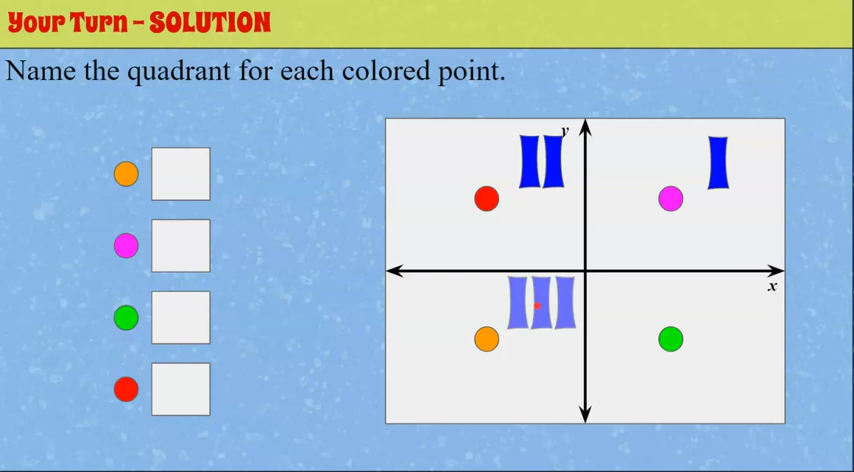 Your Turn - SOLUTION
Name the quadrant for each colored point.
y
II
I
x
III